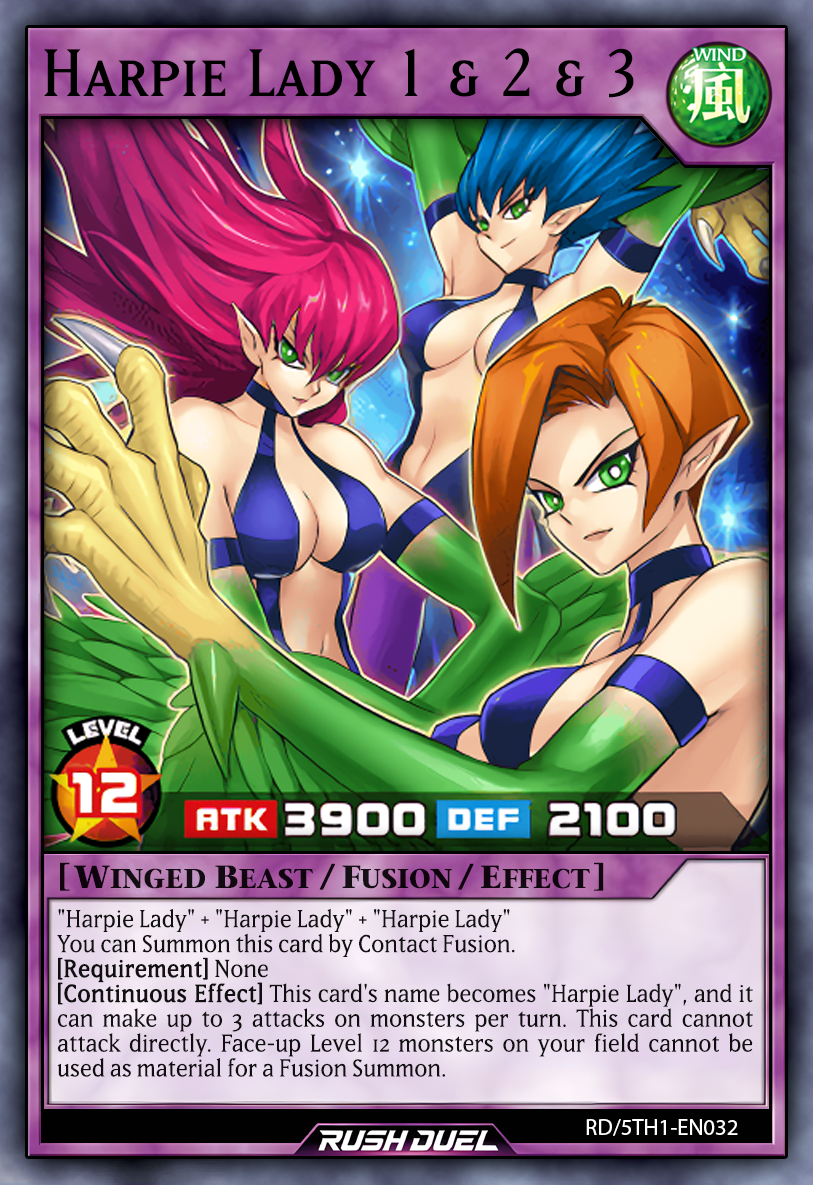 Harpie Lady 1 & 2 & 3
WIND
風
LEVEL
12
ATK 3900 DEF 2100
[Winged Beast / Fusion / Effect]
"Harpie Lady" + "Harpie Lady" + "Harpie Lady"
You can Summon this card by Contact Fusion.
[Requirement] None
[Continuous Effect] This card's name becomes "Harpie Lady", and it
can make up to 3 attacks on monsters per turn. This card cannot
attack directly. Face-up Level 12 monsters on your field cannot be
used as material for a Fusion Summon.
RD/5TH1-EN032
RUSH DUEL